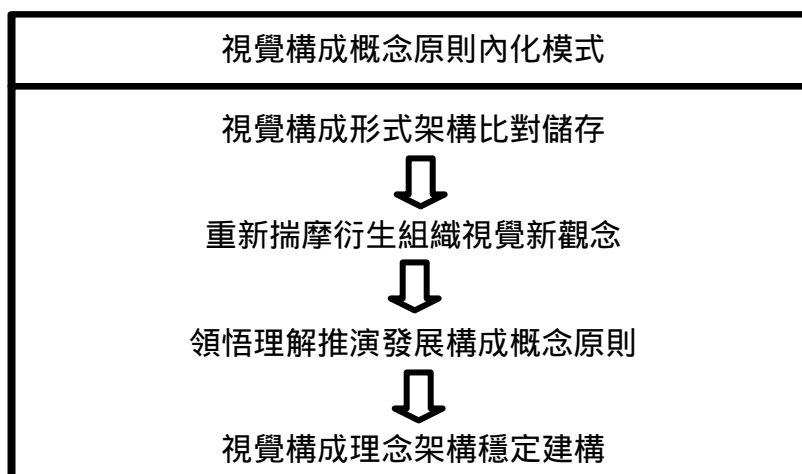 視覺構成概念原則內化模式
視覺構成形式架構比對儲存
重新揣摩衍生組織視覺新觀念
領悟理解推演發展構成概念原則
視覺構成理念架構穩定建構